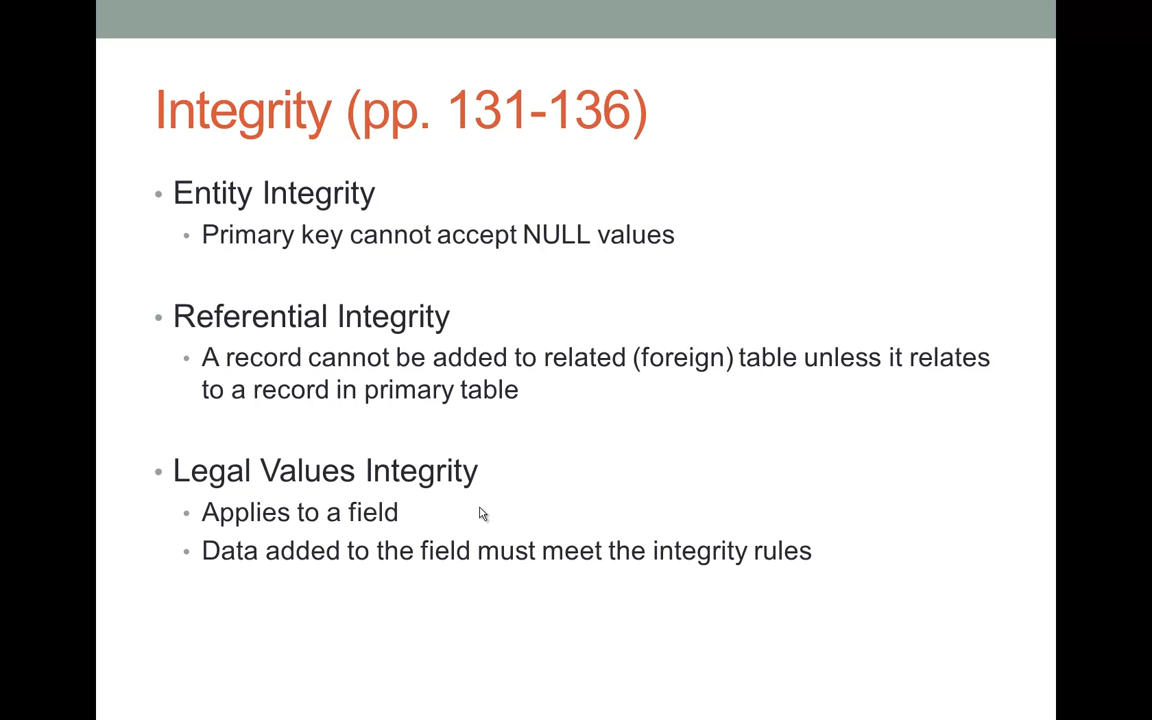 Integrity (pp. 131-136)
• Entity Integrity
• Primary key cannot accept NULL values
• Referential Integrity
• A record cannot be added to related (foreign) table unless it relates
to a record in primary table
• Legal Values Integrity
• Applies to a field
• Data added to the field must meet the integrity rules